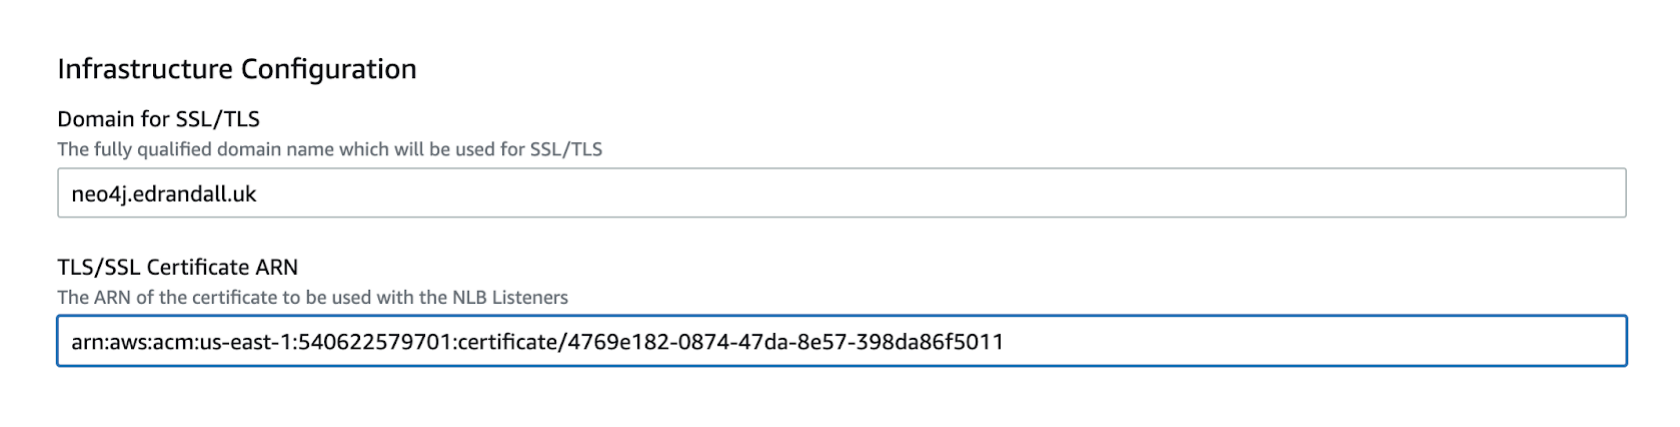 Infrastructure Configuration
Domain for SSL/TLS
The fully qualified domain name which will be used for SSL/TLS
neo4j.edrandall.uk
TLS/SSL Certificate ARN
The ARN of the certificate to be used with the NLB Listeners
arn:aws:acm:us-east-1:540622579701:certificate/4769e182-0874-47da-8e57-398da86f5011